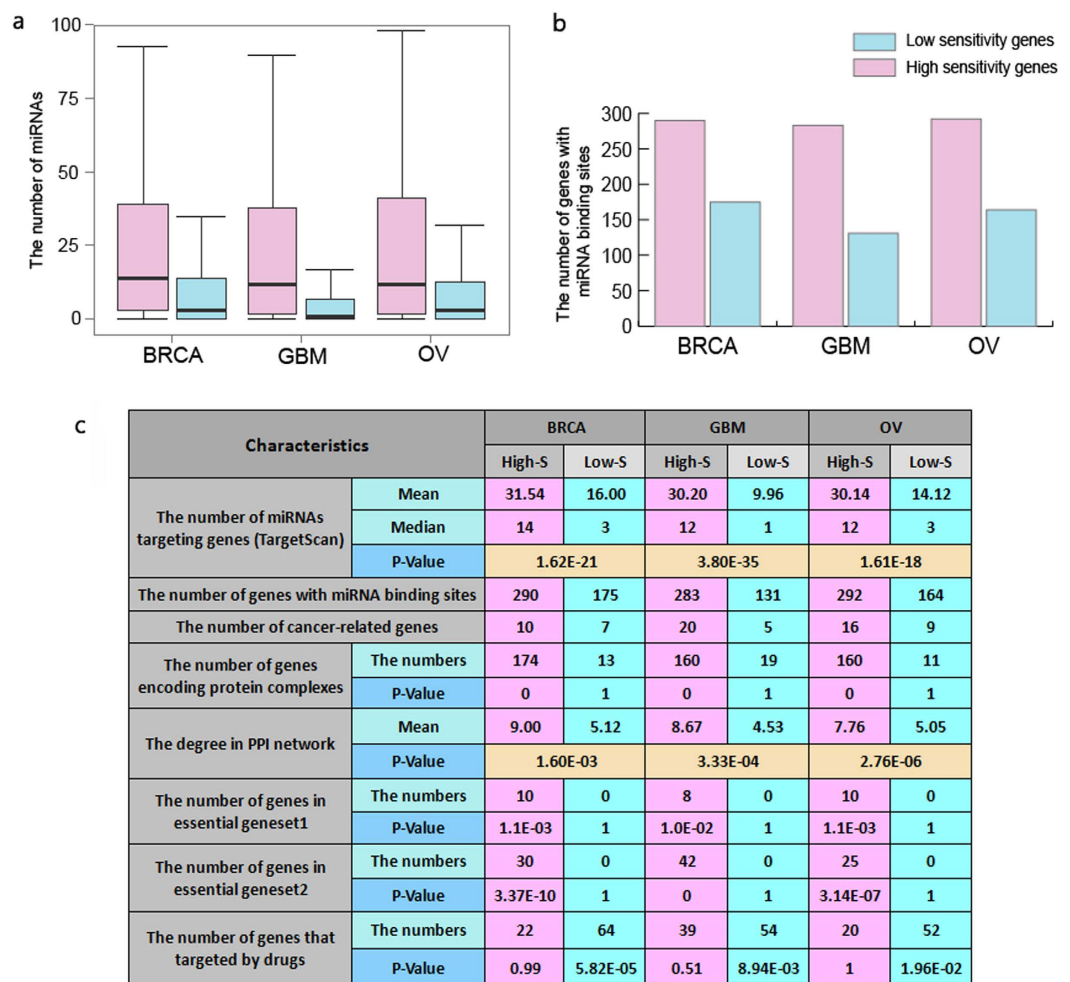 a
The number of miRNAs
100
75
50
25
0
BRCA GBM OV
b
Low sensitivity genes
High sensitivity genes
The number of genes with
miRNA binding sites
300
250
200
150
100
50
0
BRCA GBM OV
c
Characteristics BRCA GBM OV
High-S Low-S High-S Low-S High-S Low-S
The number of miRNAs
targeting genes (TargetScan)
Mean 31.54 16.00 30.20 9.96 30.14 14.12
Median 14 3 12 1 12 3
P-Value 1.62E-21 3.80E-35 1.61E-18
The number of genes with miRNA binding sites 290 175 283 131 292 164
The number of cancer-related genes 10 7 20 5 16 9
The number of genes
encoding protein complexes
The numbers 174 13 160 19 160 11
P-Value 0 1 0 1 0 1
The degree in PPI network
Mean 9.00 5.12 8.67 4.53 7.76 5.05
P-Value 1.60E-03 3.33E-04 2.76E-06
The number of genes in
essential geneset1
The numbers 10 0 8 0 10 0
P-Value 1.1E-03 1 1.0E-02 1 1.1E-03 1
The number of genes in
essential geneset2
The numbers 30 0 42 0 25 0
P-Value 3.37E-10 1 0 1 3.14E-07 1
The number of genes that
targeted by drugs
The numbers 22 64 39 54 20 52
P-Value 0.99 5.82E-05 0.51 8.94E-03 1 1.96E-02